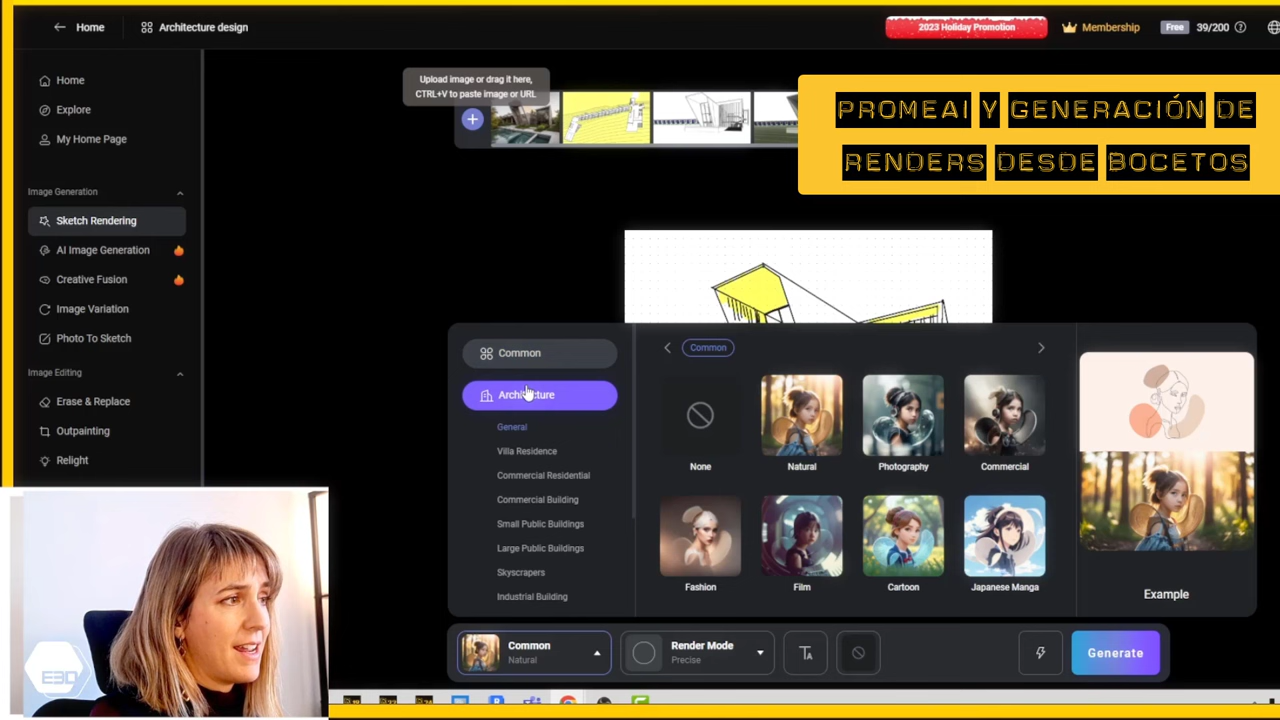 Home
Architecture design
2023 Holiday Promotion
Membership
Free
39/200
Home
Explore
My Home Page
Image Generation
Sketch Rendering
AI Image Generation
Creative Fusion
Image Variation
Photo To Sketch
Image Editing
Erase & Replace
Outpainting
Relight
Upload image or drag it here,
CTRL+V to paste image or URL
PROMEAI Y GENERACIÓN DE
RENDERS DESDE BOCETOS
Common
Architecture
General
Villa Residence
Commercial Residential
Commercial Building
Small Public Buildings
Large Public Buildings
Skyscrapers
Industrial Building
Common
None
Natural
Photography
Commercial
Fashion
Film
Cartoon
Japanese Manga
Example
Common
Natural
Render Mode
Precise
Generate
E3D